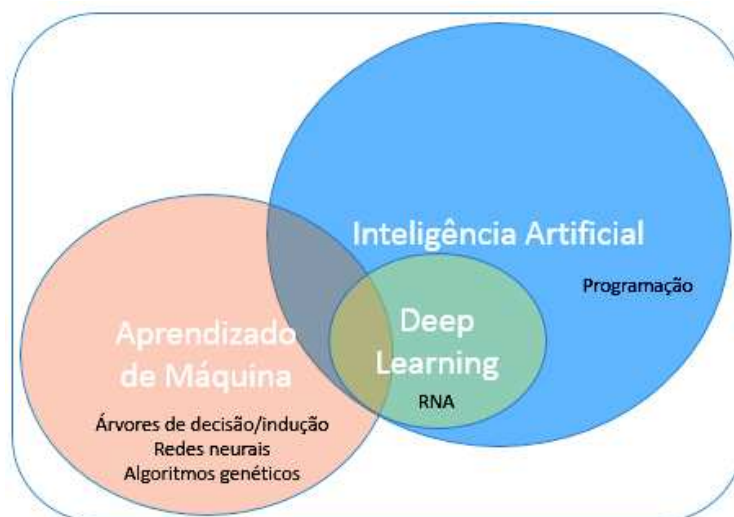 Inteligência Artificial
Programação
Deep
Learning
RNA
Aprendizado
de Máquina
Árvores de decisão/indução
Redes neurais
Algoritmos genéticos